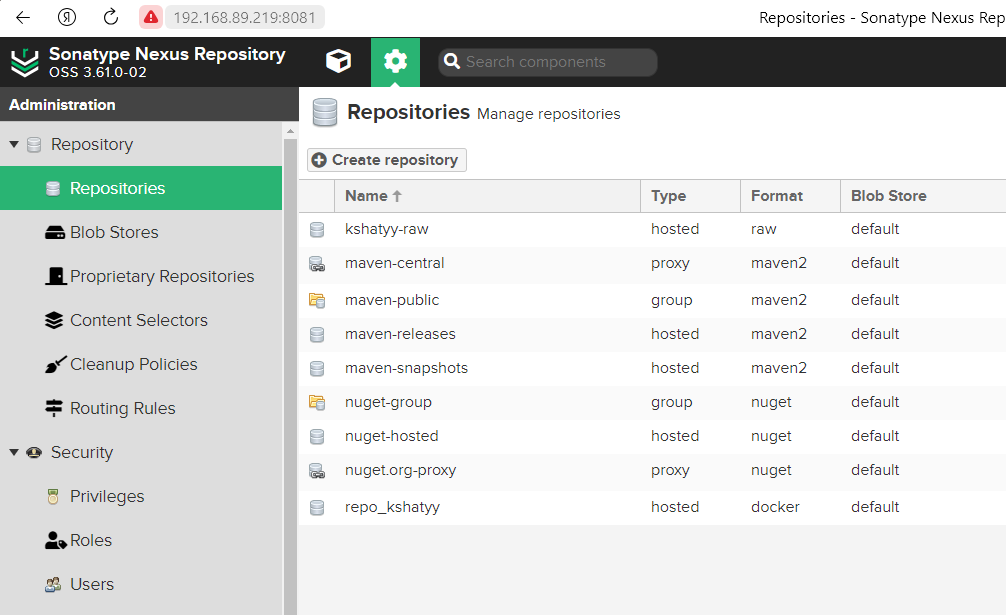 Я 192.168.89.219:8081 Repositories - Sonatype Nexus Rep
Sonatype Nexus Repository
OSS 3.61.0-02
Search components
Administration
Repository
Repositories
Blob Stores
Proprietary Repositories
Content Selectors
Cleanup Policies
Routing Rules
Security
Privileges
Roles
Users
Repositories Manage repositories
Create repository
Name Type Format Blob Store
kshatyy-raw hosted raw default
maven-central proxy maven2 default
maven-public group maven2 default
maven-releases hosted maven2 default
maven-snapshots hosted maven2 default
nuget-group group nuget default
nuget-hosted hosted nuget default
nuget.org-proxy proxy nuget default
repo_kshatyy hosted docker default